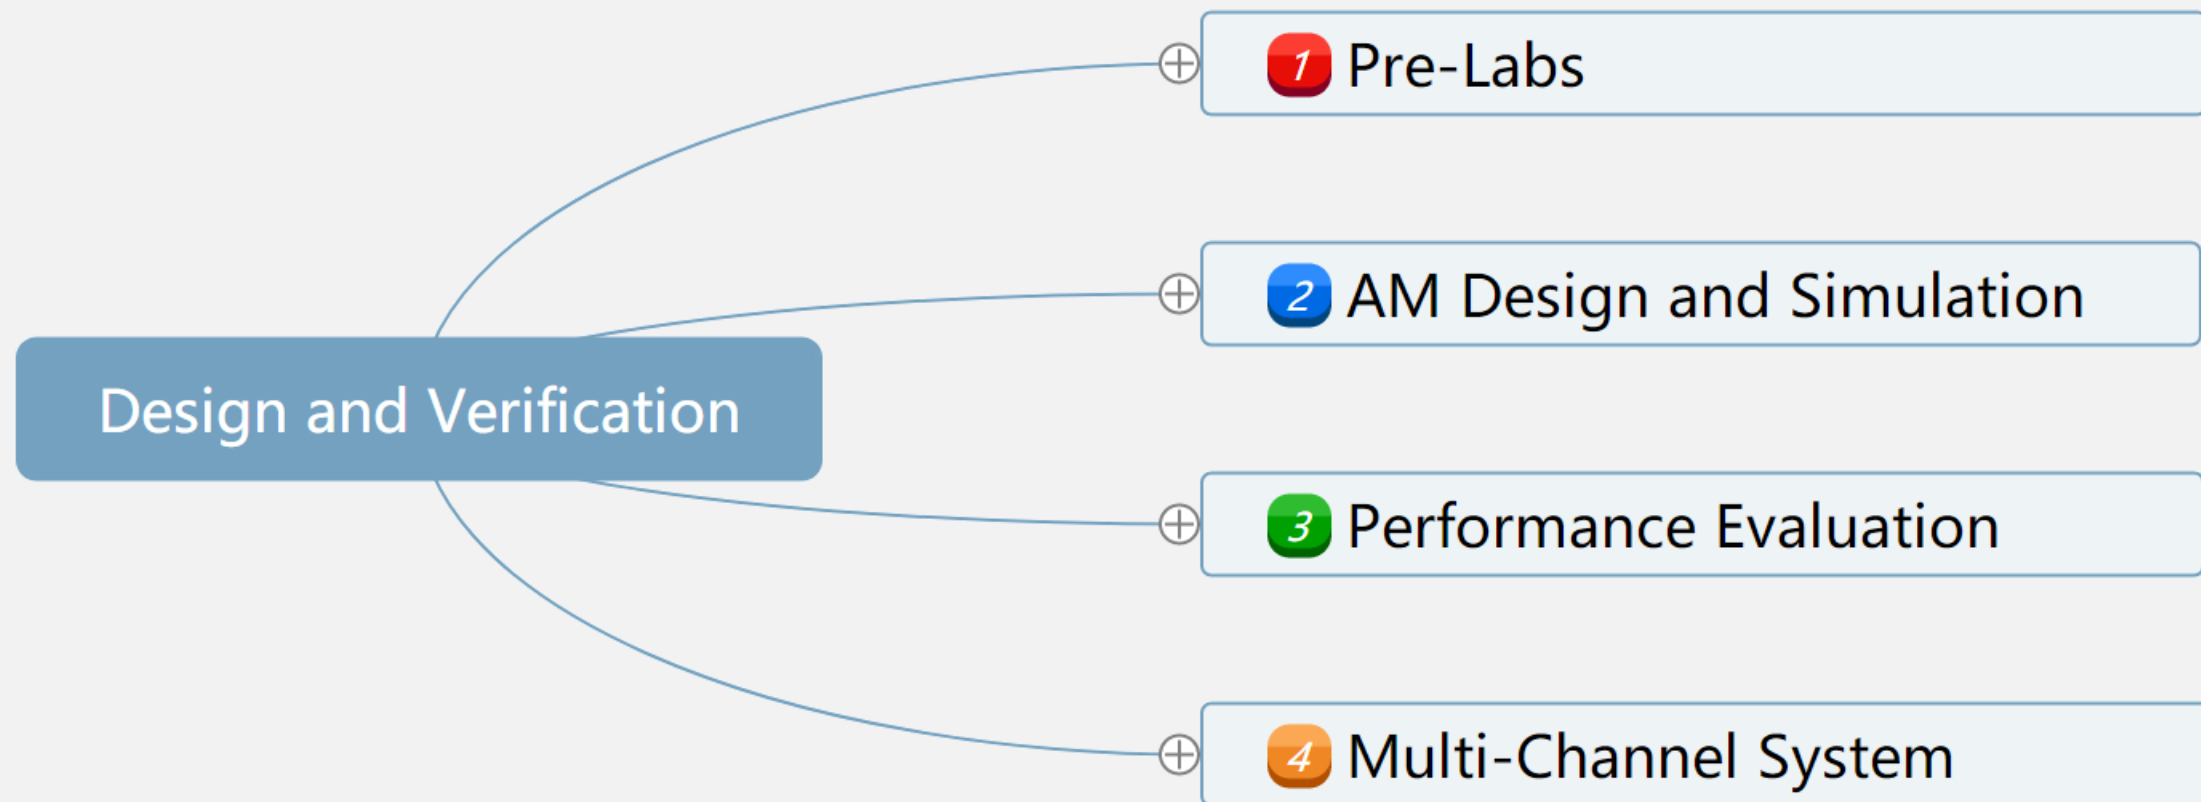 1 Pre-Labs
2 AM Design and Simulation
Design and Verification
3 Performance Evaluation
4 Multi-Channel System